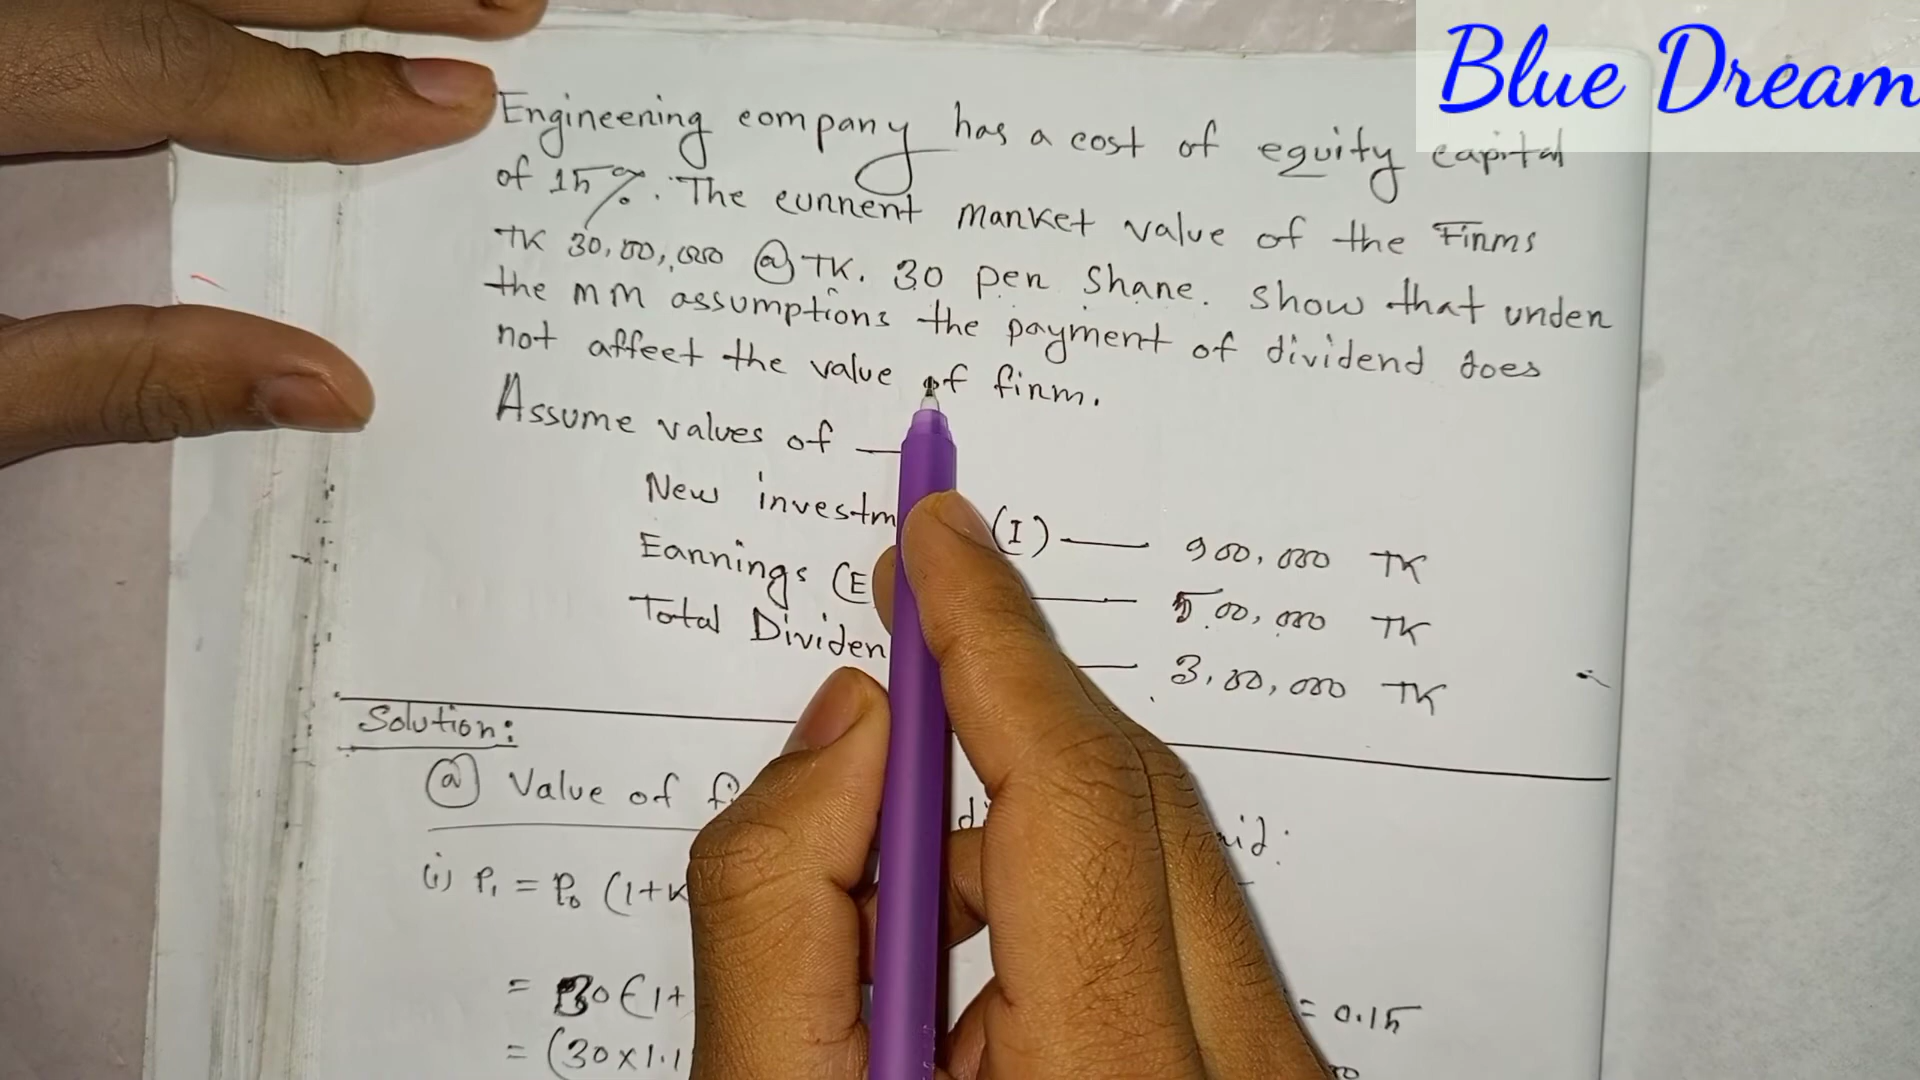 Blue Dream
Engineering company has a cost of equity capital
of 15%. The current market value of the Firms
TK 30,00,000 @ TK. 30 per share. Show that under
the MM assumptions the payment of dividend does
not affect the value of firm.
Assume values of —
New investm (I) — 900,000 TK
Earnings (E — 500,000 TK
Total Dividen — 3,00,000 TK
Solution:
(a) Value of
(i) P₁ = P₀ (1+K
= 30 (1+ = 0.15
= (30×1.1